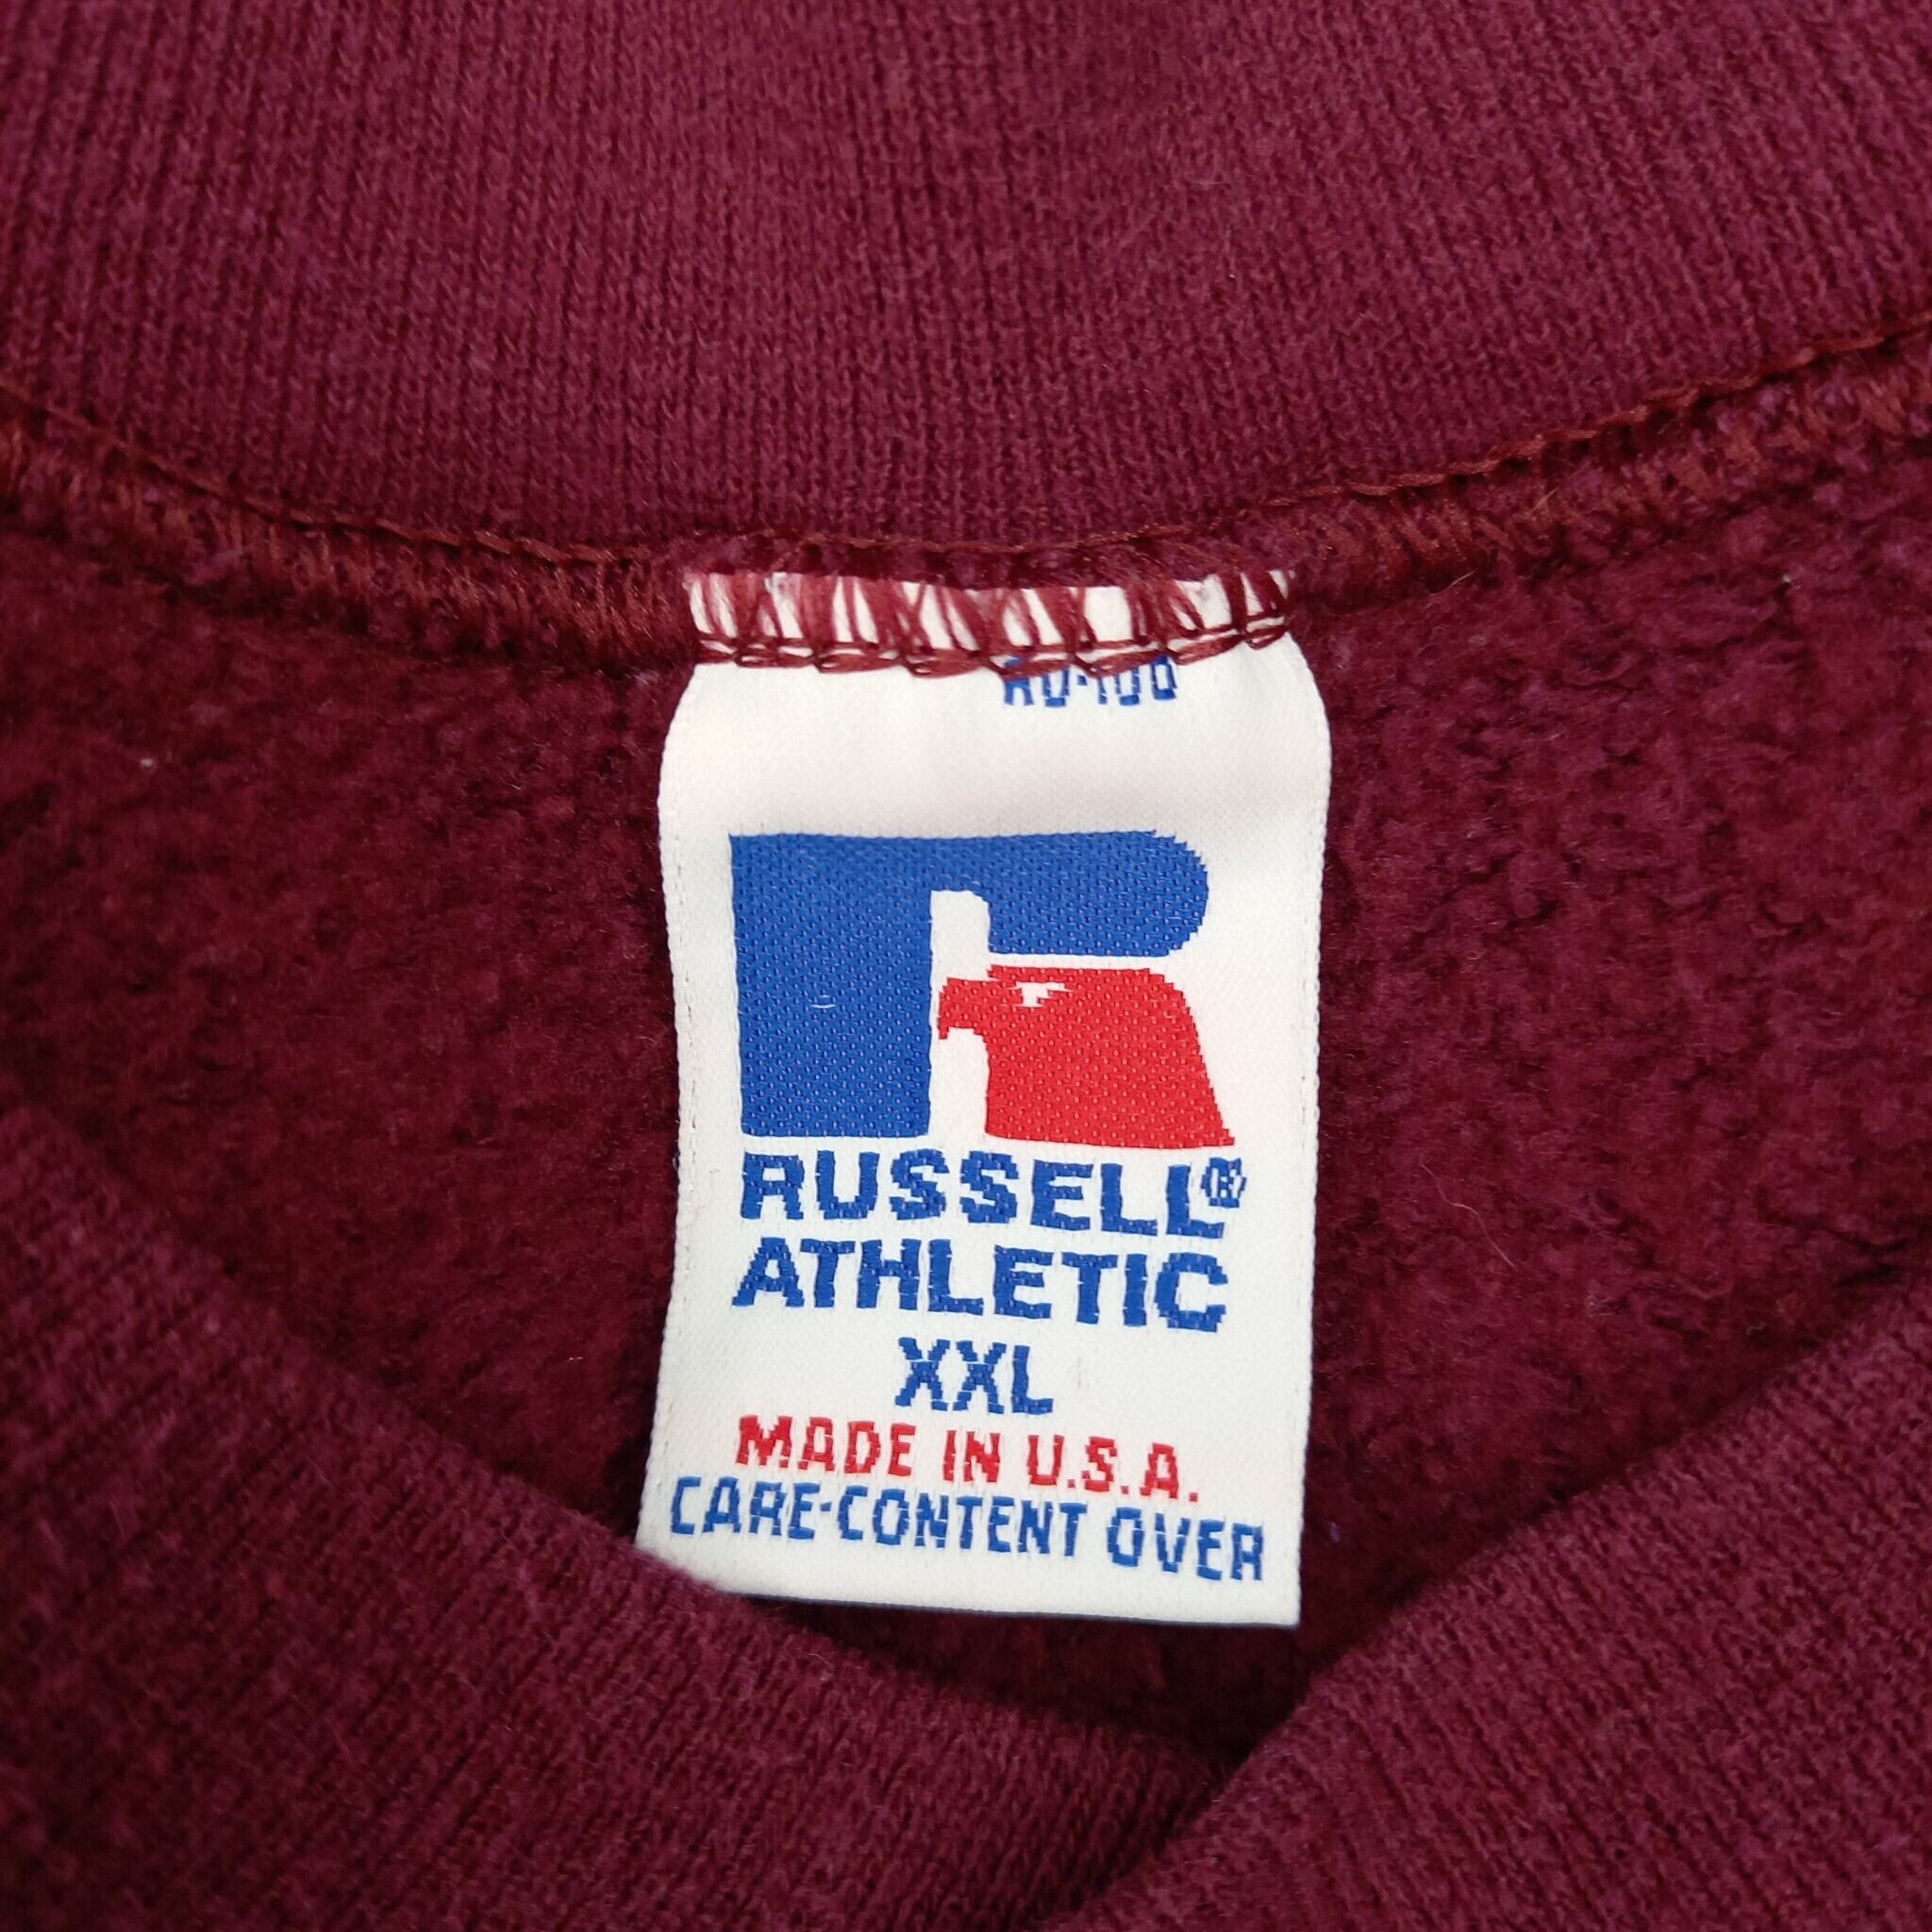 RUSSELL®
ATHLETIC
XXL
MADE IN U.S.A.
CARE-CONTENT OVER